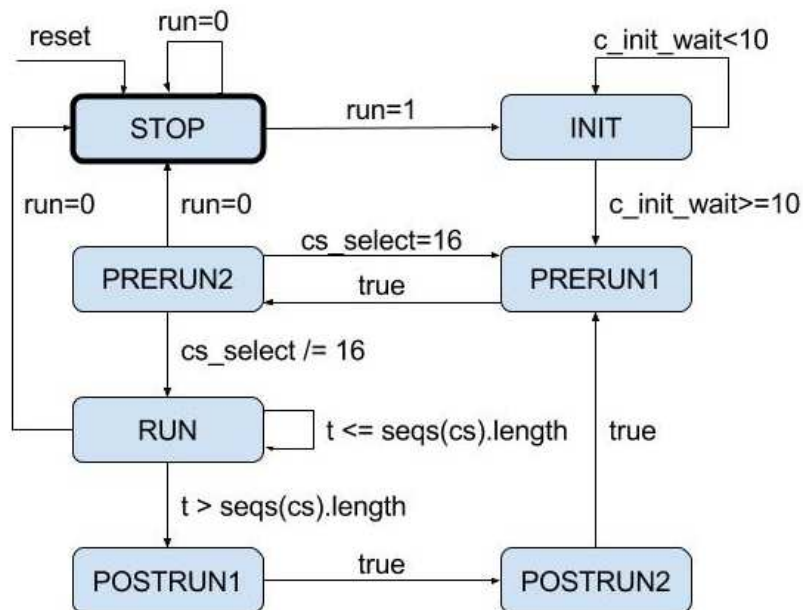 run=0
reset
c_init_wait<10
STOP
run=1
INIT
run=0
run=0
c_init_wait>=10
cs_select=16
PRERUN2
PRERUN1
true
cs_select /= 16
RUN
t <= seqs(cs).length
true
t > seqs(cs).length
true
POSTRUN1
POSTRUN2